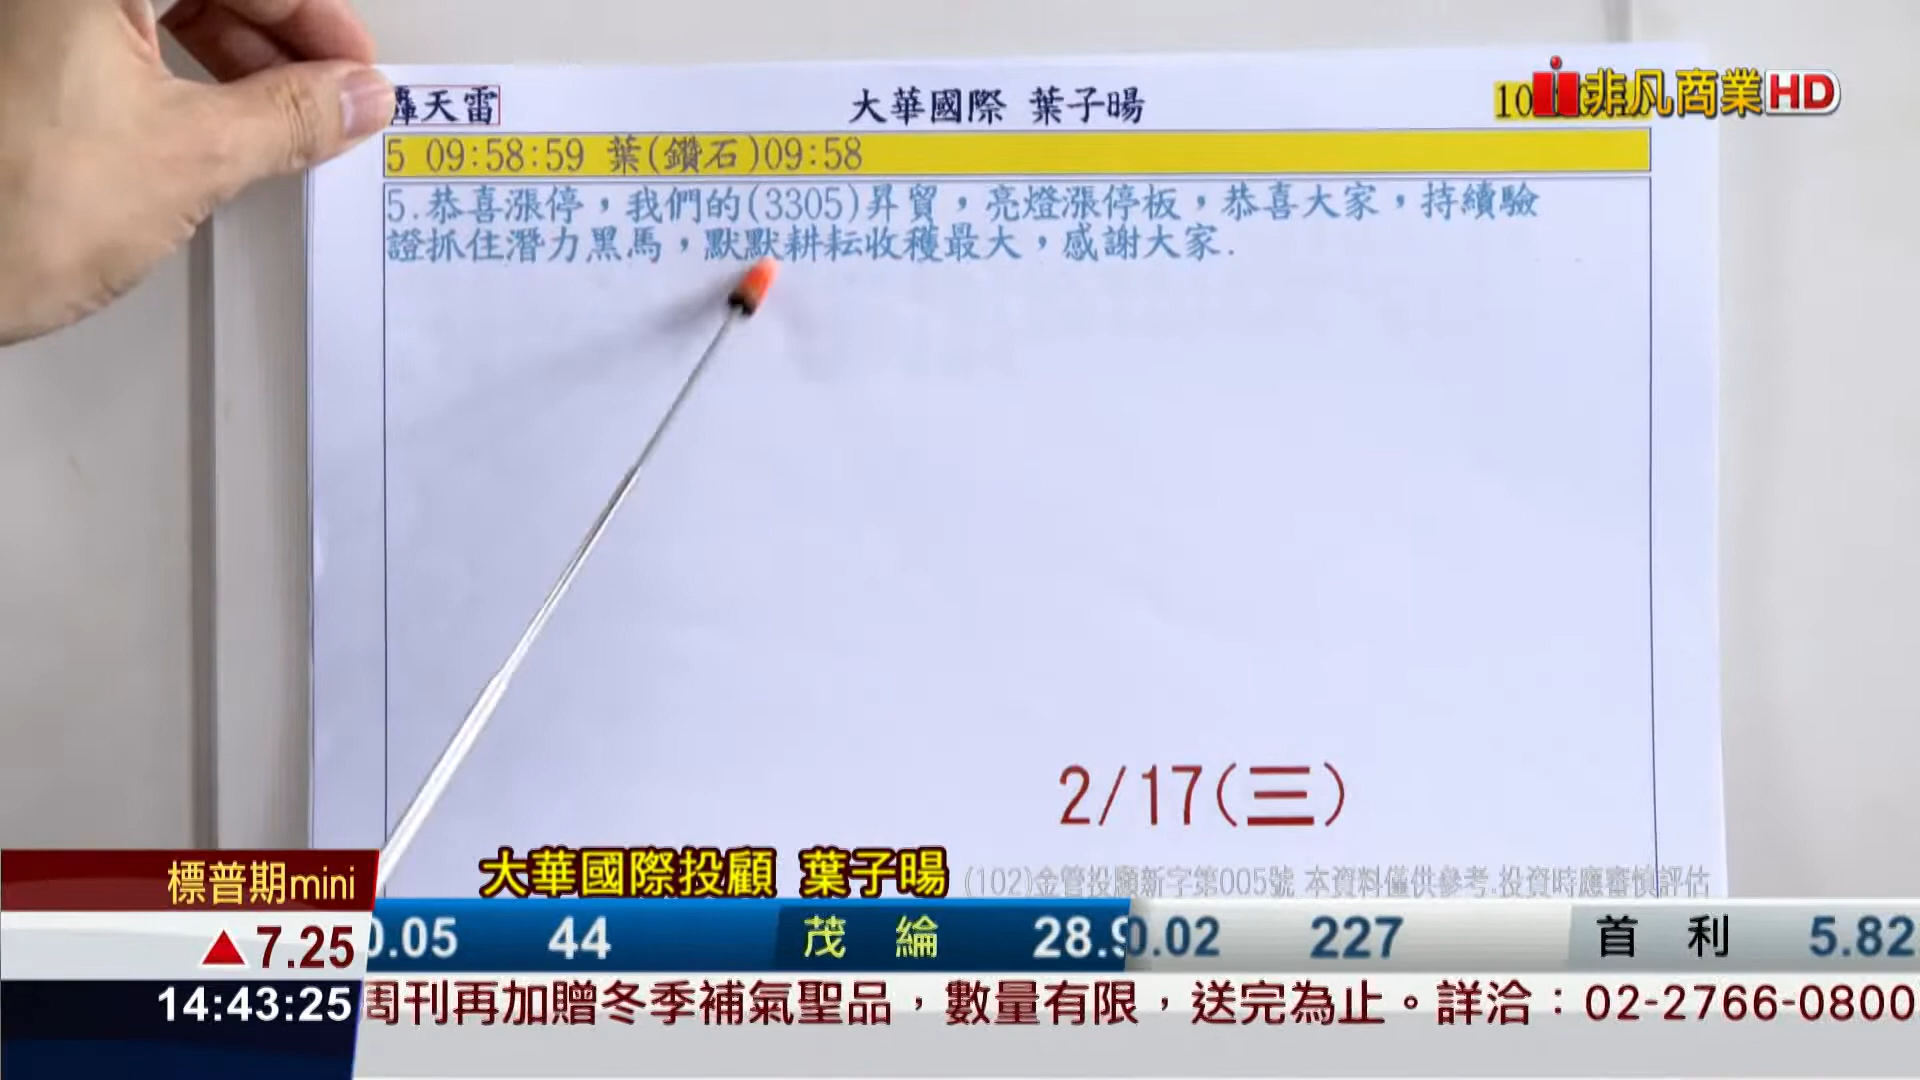 轟天雷
大華國際 葉子暘
非凡商業HD
5 09:58:59 葉(鑽石)09:58
5.恭喜漲停，我們的(3305)昇貿，亮燈漲停板，恭喜大家，持續驗
證抓住潛力黑馬，默默耕耘收穫最大，感謝大家.
2/17(三)
大華國際投顧 葉子暘
(102)金管投顧新字第005號 本資料僅供參考.投資時應審慎評估
標普期mini
▲7.25
0.05 44 茂綸 28.9
0.02 227 首利 5.82
14:43:25
周刊再加贈冬季補氣聖品，數量有限，送完為止。詳洽：02-2766-0800